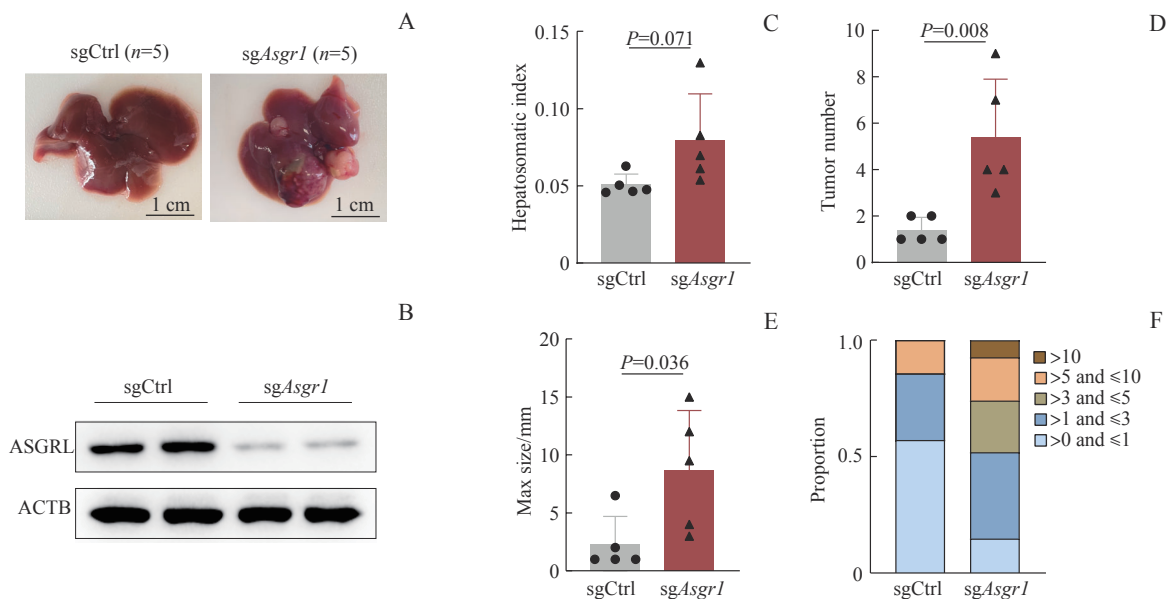 A
sgCtrl (n=5)
sgAsgr1 (n=5)
1 cm
1 cm
B
sgCtrl
sgAsgr1
ASGRL
ACTB
C
Hepatosomatic index
0.15
0.10
0.05
0
P=0.071
sgCtrl
sgAsgr1
D
Tumor number
10
8
6
4
2
0
P=0.008
sgCtrl
sgAsgr1
E
Max size/mm
20
15
10
5
0
P=0.036
sgCtrl
sgAsgr1
F
Proportion
1.0
0.5
0
sgCtrl
sgAsgr1
>10
>5 and ⩽10
>3 and ⩽5
>1 and ⩽3
>0 and ⩽1